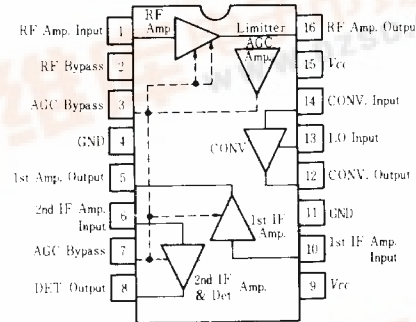 RF Amp. Input
1
RF Bypass
2
AGC Bypass
3
GND
4
1st Amp. Output
5
2nd IF Amp.
Input
6
AGC Bypass
7
DET Output
8
RF
Amp
Limitter
AGC
Amp.
CONV
1st IF
Amp.
2nd IF
& Det
Amp.
16
RF Amp. Output
15
Vcc
14
CONV. Input
13
LO Input
12
CONV. Output
11
GND
10
1st IF Amp.
Input
9
Vcc